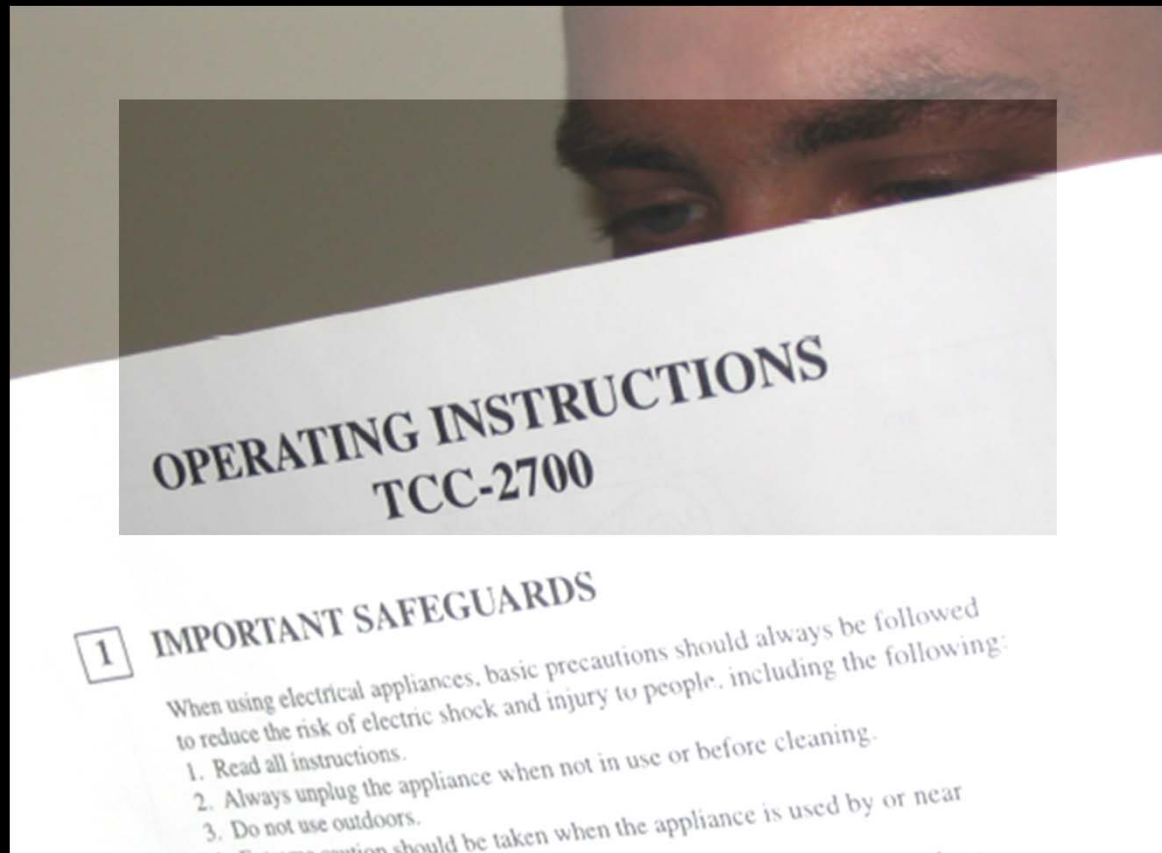 OPERATING INSTRUCTIONS
TCC-2700
1 IMPORTANT SAFEGUARDS
When using electrical appliances, basic precautions should always be followed
to reduce the risk of electric shock and injury to people, including the following:
1. Read all instructions.
2. Always unplug the appliance when not in use or before cleaning.
3. Do not use outdoors.
should be taken when the appliance is used by or near